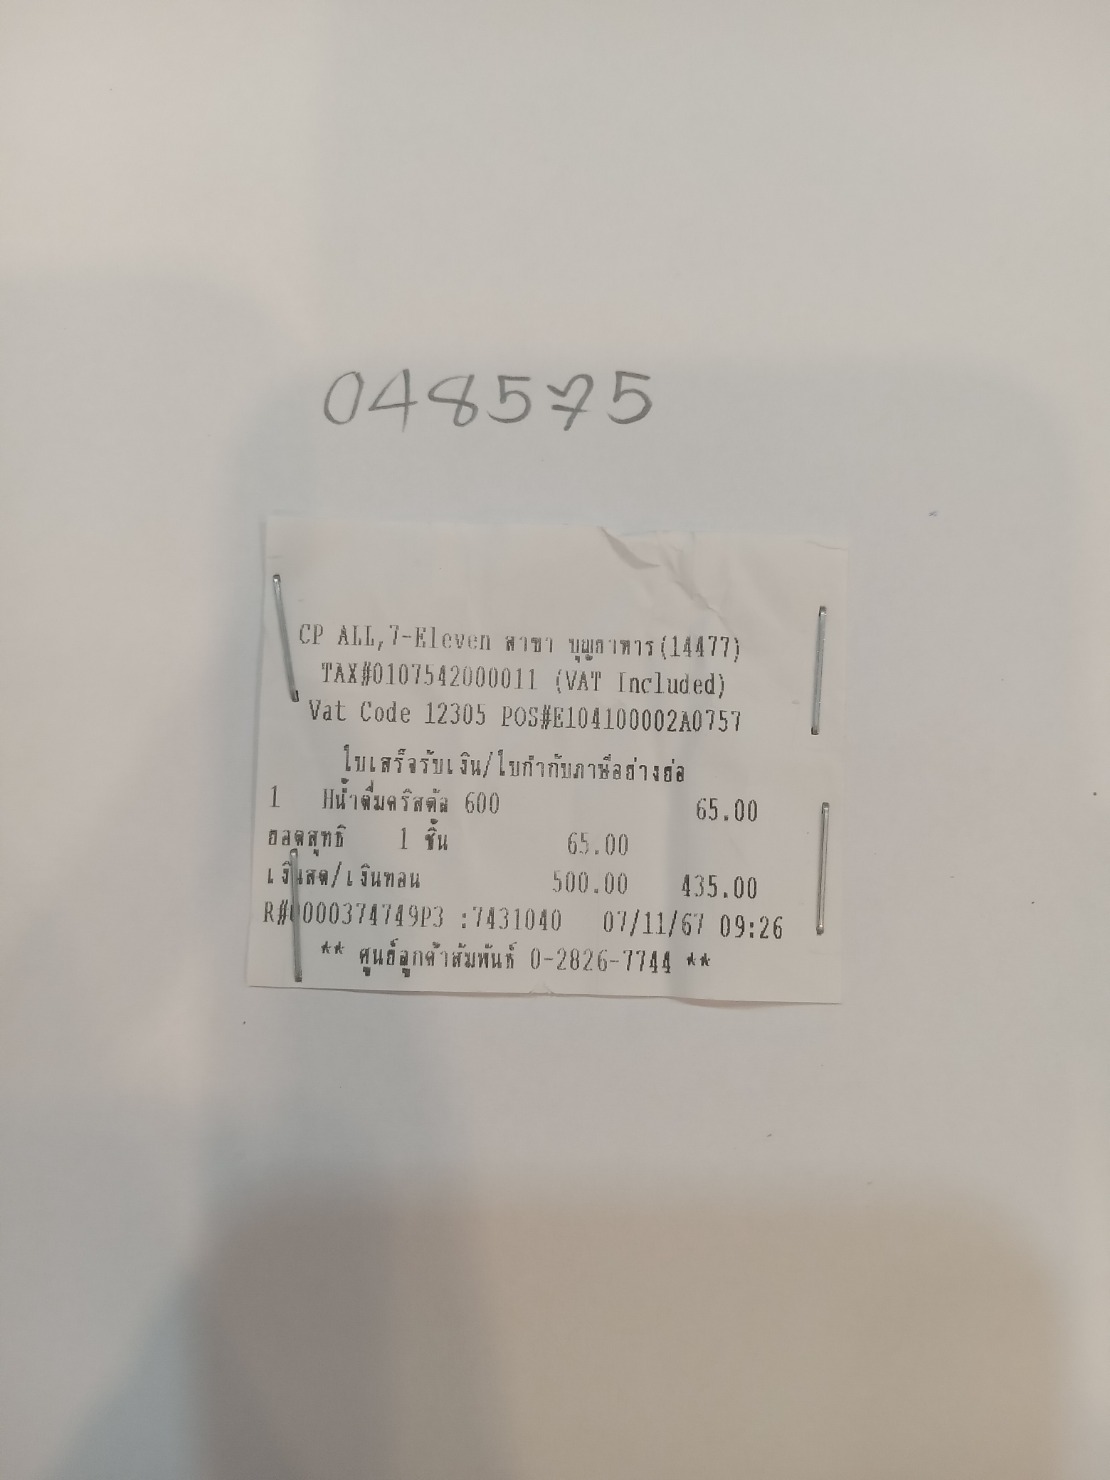 048575
CP ALL,7-Eleven สาขา บุญถาหาร(14477)
TAX#0107542000011 (VAT Included)
Vat Code 12305 POS#E104100002A0757
ใบเสร็จรับเงิน/ใบกำกับภาษีอย่างย่อ
1 Hน้ำดื่มคริสตัล 600 65.00
ยอดสุทธิ 1 ชิ้น 65.00
เงินสด/เงินทอน 500.00 435.00
R#0000374749P3 :7431040 07/11/67 09:26
** ศูนย์ลูกค้าสัมพันธ์ 0-2826-7744 **